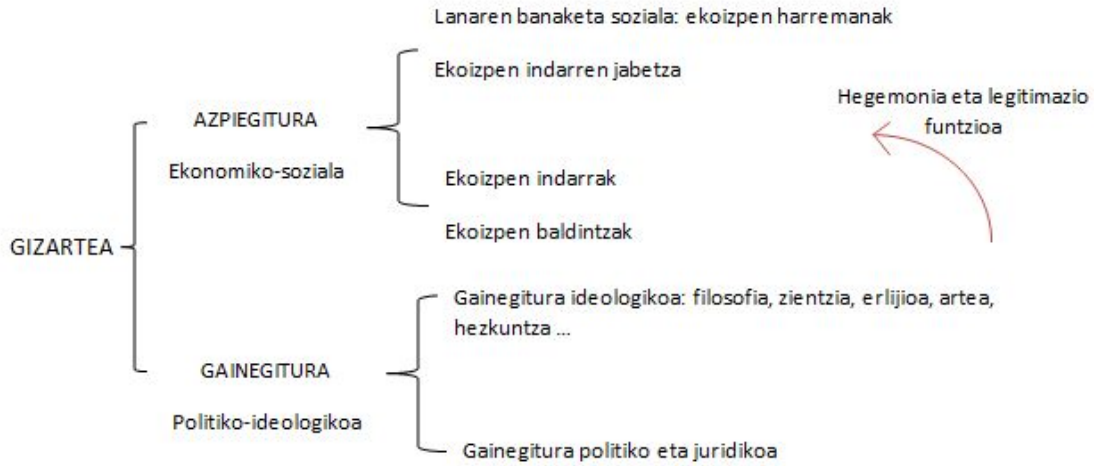 Lanaren banaketa soziala: ekoizpen harremanak
Ekoizpen indarren jabetza
Hegemonia eta legitimazio
funtzioa
AZPIEGITURA
Ekonomiko-soziala
Ekoizpen indarrak
Ekoizpen baldintzak
GIZARTEA
Gainegitura ideologikoa: filosofia, zientzia, erlijioa, artea,
hezkuntza ...
GAINEGITURA
Politiko-ideologikoa
Gainegitura politiko eta juridikoa